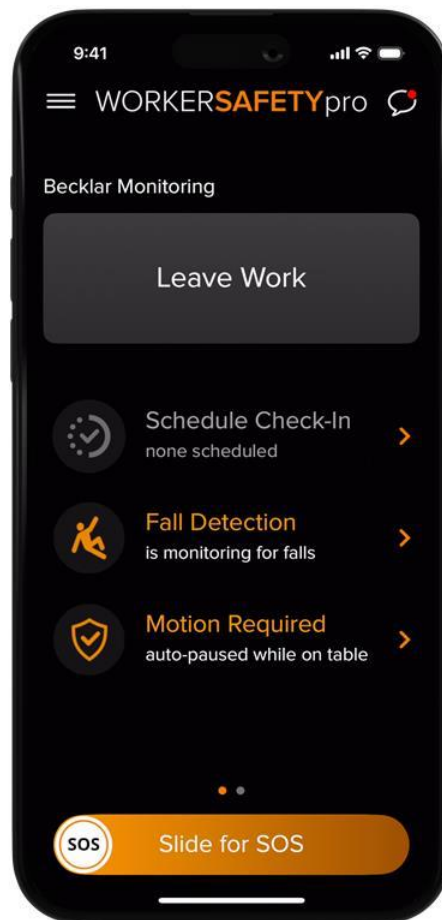 9:41
WORKERSAFETYpro
Becklar Monitoring
Leave Work
Schedule Check-In
none scheduled
Fall Detection
is monitoring for falls
Motion Required
auto-paused while on table
SOS
Slide for SOS